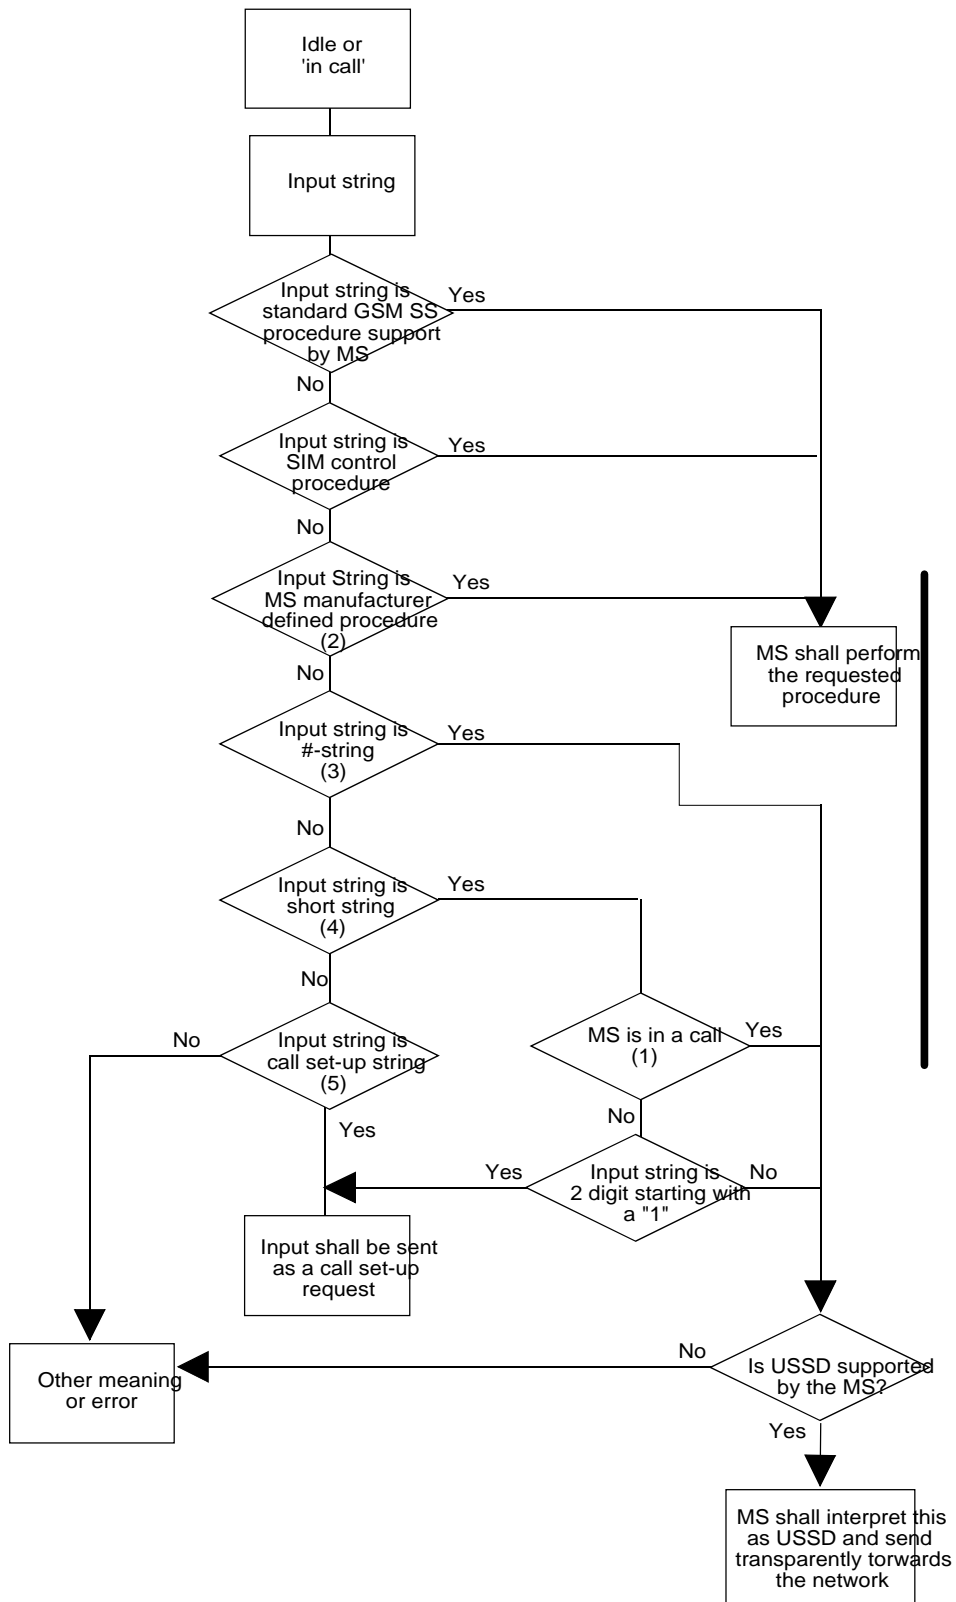 Idle or
'in call'
Input string
Input string is
standard GSM SS
procedure support
by MS
Yes
No
Input string is
SIM control
procedure
Yes
No
Input String is
MS manufacturer
defined procedure
(2)
Yes
MS shall perform
the requested
procedure
No
Input string is
#-string
(3)
Yes
No
Input string is
short string
(4)
Yes
No
Input string is
call set-up string
(5)
No
MS is in a call
(1)
Yes
Yes
No
Input string is
2 digit starting with
a "1"
Yes
No
Input shall be sent
as a call set-up
request
Other meaning
or error
No
Is USSD supported
by the MS?
Yes
MS shall interpret this
as USSD and send
transparently torwards
the network